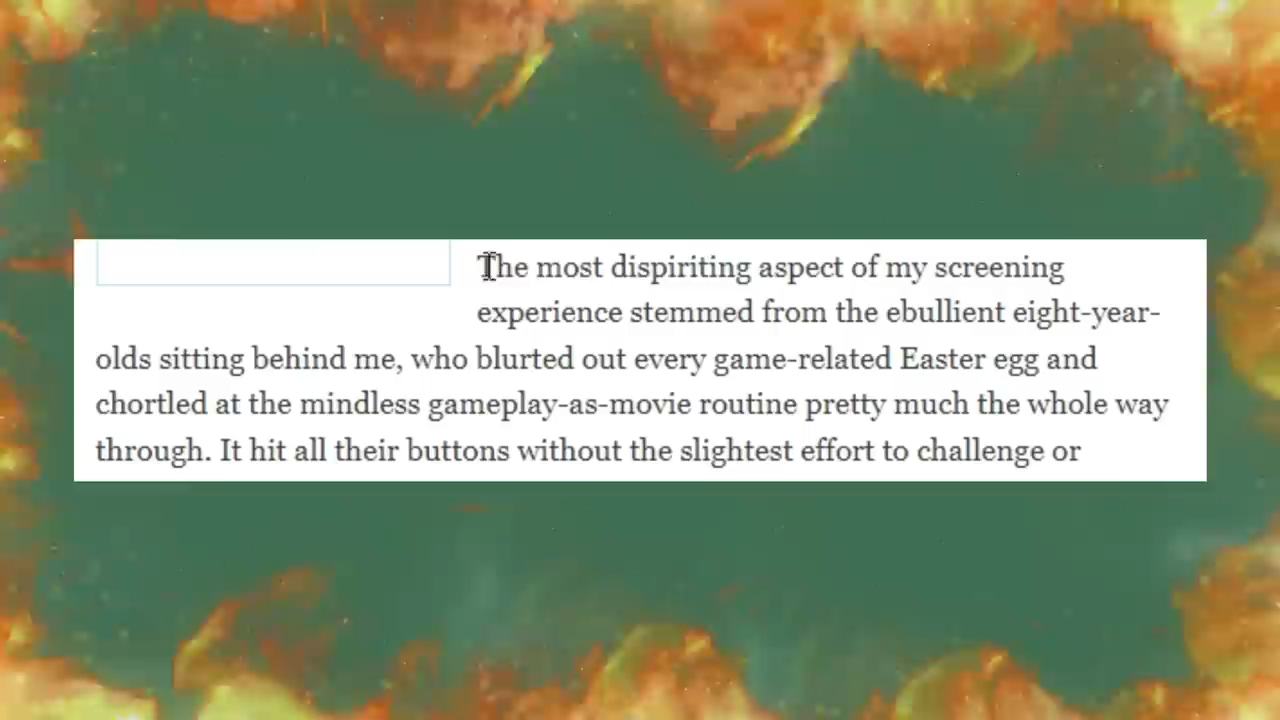 The most dispiriting aspect of my screening
experience stemmed from the ebullient eight-year-
olds sitting behind me, who blurted out every game-related Easter egg and
chortled at the mindless gameplay-as-movie routine pretty much the whole way
through. It hit all their buttons without the slightest effort to challenge or